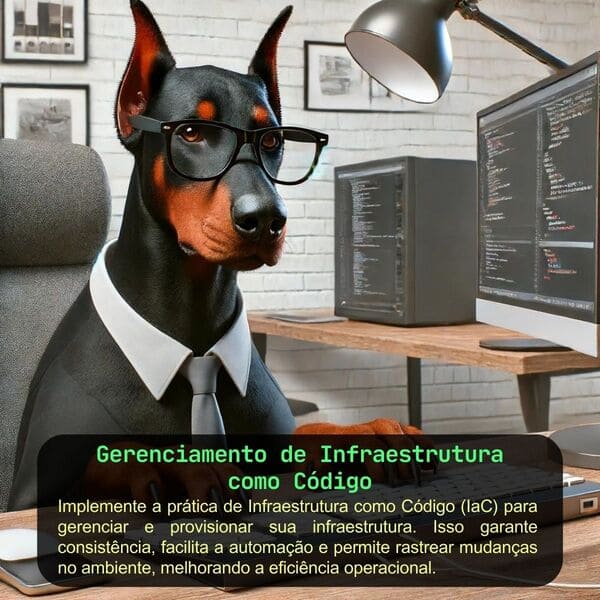 Gerenciamento de Infraestrutura
como Código
Implemente a prática de Infraestrutura como Código (IaC) para
gerenciar e provisionar sua infraestrutura. Isso garante
consistência, facilita a automação e permite rastrear mudanças
no ambiente, melhorando a eficiência operacional.